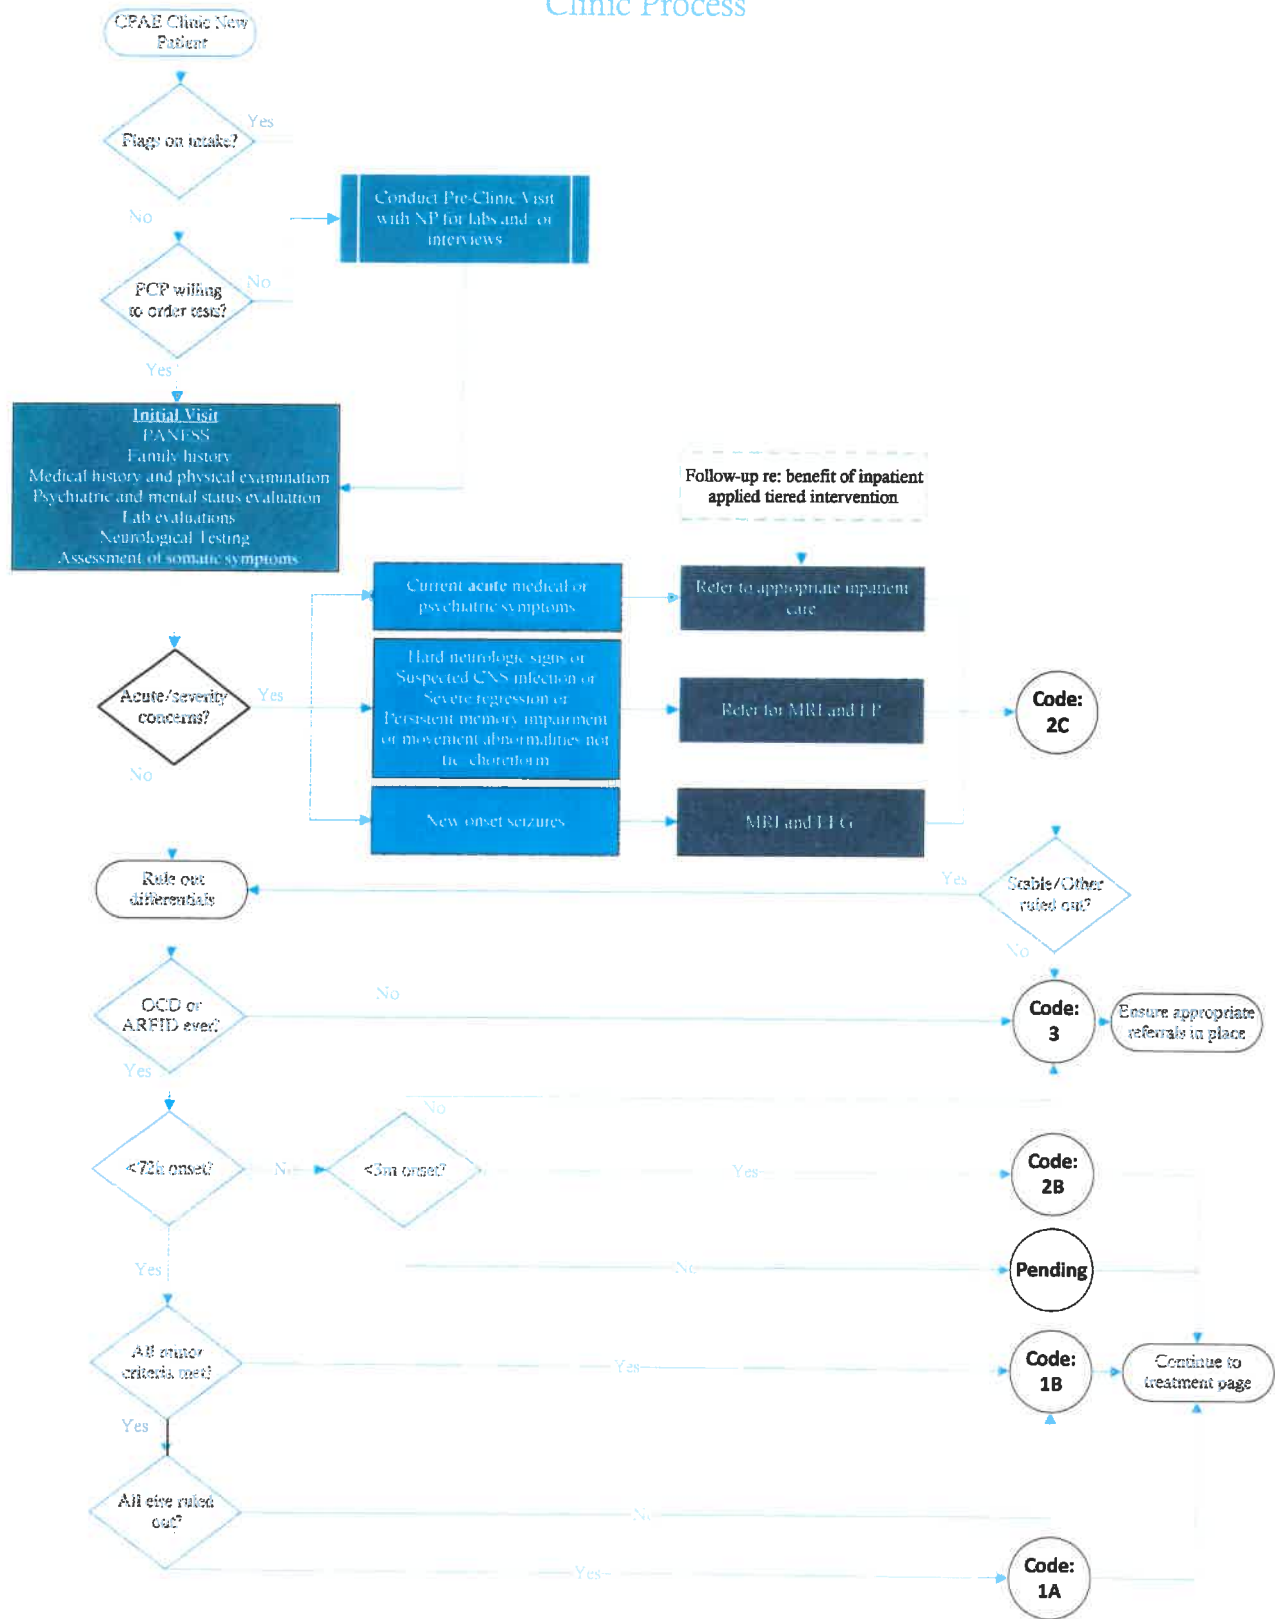 Clinic Process
CPAE Clinic New
Patient
Flags on intake?
Yes
No
Conduct Pre-Clinic Visit
with NP for labs and or
interviews
PCP willing
to order tests?
No
Yes
Initial Visit
PANESS
Family history
Medical history and physical examination
Psychiatric and mental status evaluation
Lab evaluations
Neurological Testing
Assessment of somatic symptoms
Follow-up re: benefit of inpatient
applied tiered intervention
Current acute medical or
psychiatric symptoms
Refer to appropriate inpatient
care
Acute/severity
concerns?
Yes
No
Hard neurologic signs or
Suspected CNS infection or
Severe regression or
Persistent memory impairment
or movement abnormalities not
tic choreiform
Refer for MRI and LP
Code:
2C
New onset seizures
MRI and EEG
Rule out
differentials
Yes
Stable/Other
ruled out?
No
OCD or
ARFID ever?
No
Yes
Code:
3
Ensure appropriate
referrals in place
<72h onset?
No
<3m onset?
No
Yes
Code:
2B
Yes
No
Pending
All minor
criteria met?
Yes
Code:
1B
Continue to
treatment page
Yes
All else ruled
out?
No
Yes
Code:
1A